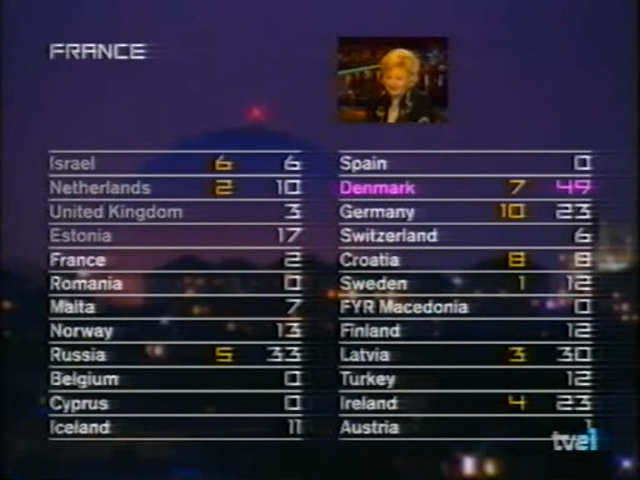 FRANCE
Israel 6 6
Netherlands 2 10
United Kingdom 3
Estonia 17
France 2
Romania 0
Malta 7
Norway 13
Russia 5 33
Belgium 0
Cyprus 0
Iceland 11
Spain 0
Denmark 7 49
Germany 10 23
Switzerland 6
Croatia 8 8
Sweden 1 12
FYR Macedonia 0
Finland 12
Latvia 3 30
Turkey 12
Ireland 4 23
Austria 1
tve1